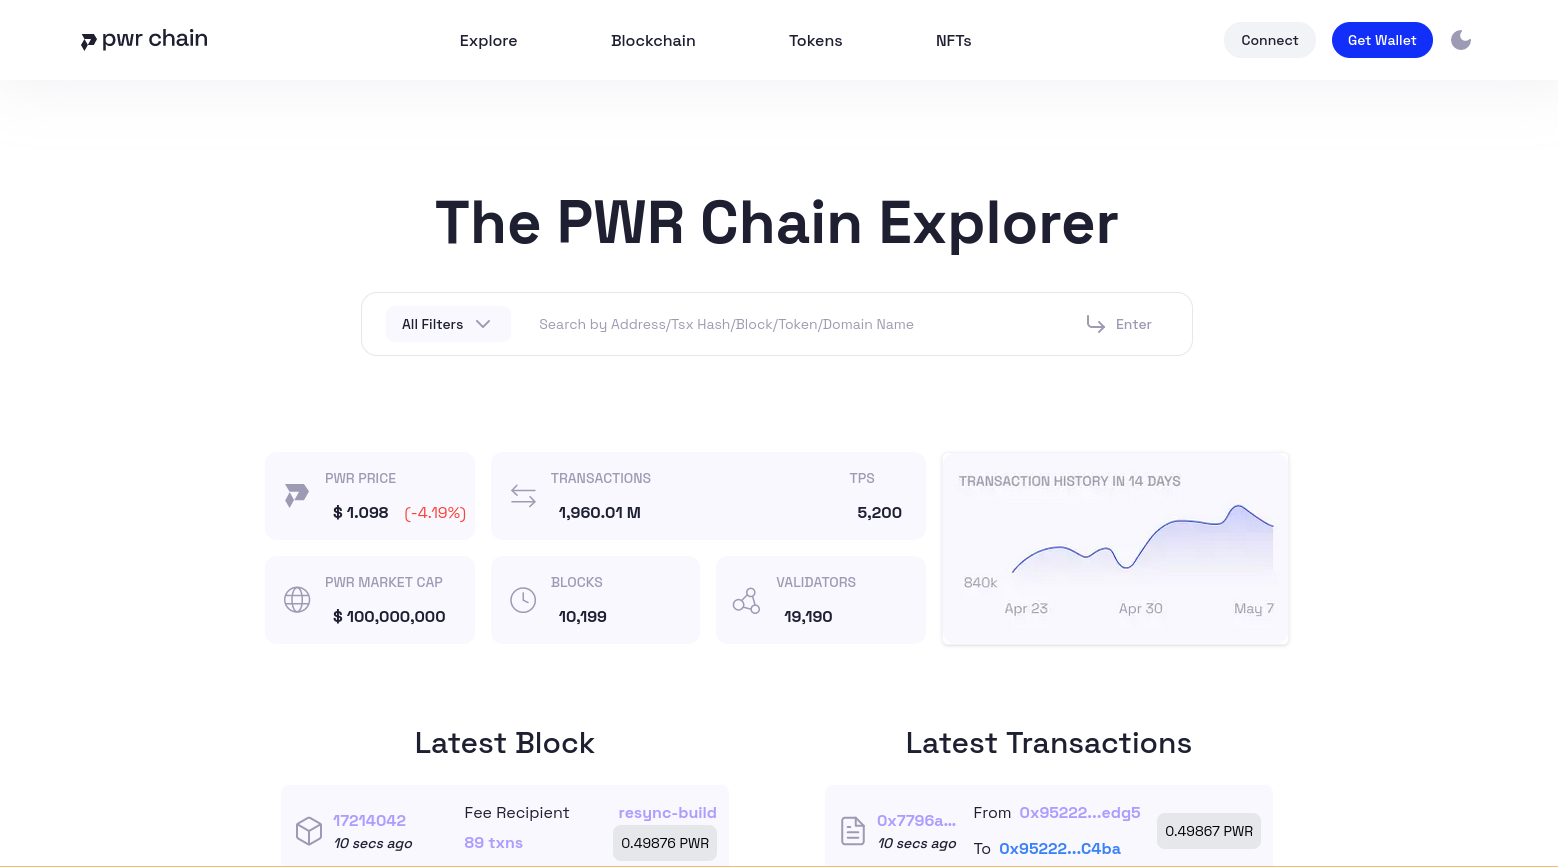 pwr chain
Explore
Blockchain
Tokens
NFTs
Connect
Get Wallet
The PWR Chain Explorer
All Filters
Search by Address/Tsx Hash/Block/Token/Domain Name
Enter
PWR PRICE
$ 1.098 (-4.19%)
TRANSACTIONS
1,960.01 M
TPS
5,200
PWR MARKET CAP
$ 100,000,000
BLOCKS
10,199
VALIDATORS
19,190
TRANSACTION HISTORY IN 14 DAYS
840k
Apr 23
Apr 30
May 7
Latest Block
17214042
10 secs ago
Fee Recipient
resync-build
89 txns
0.49876 PWR
Latest Transactions
0x7796a...
10 secs ago
From 0x95222...edg5
To 0x95222...C4ba
0.49867 PWR